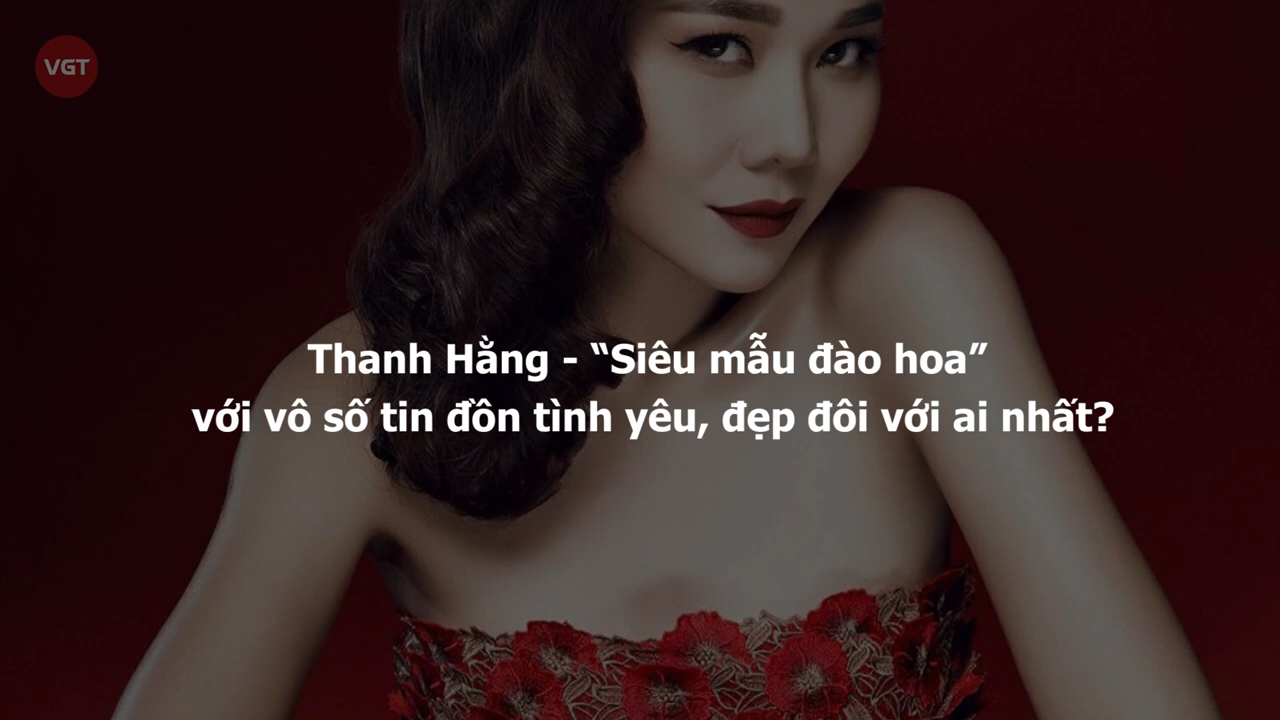 VGT
Thanh Hằng - “Siêu mẫu đào hoa”
với vô số tin đồn tình yêu, đẹp đôi với ai nhất?